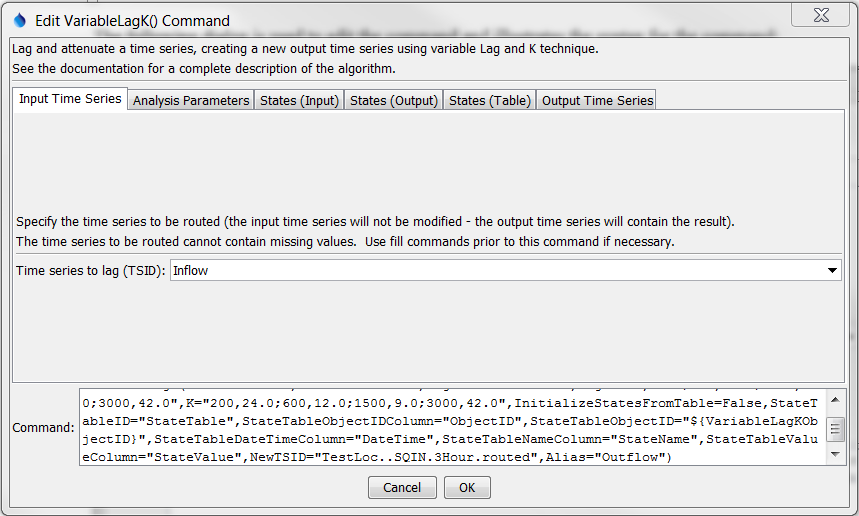 Edit VariableLagK() Command
Lag and attenuate a time series, creating a new output time series using variable Lag and K technique.
See the documentation for a complete description of the algorithm.
Input Time Series Analysis Parameters States (Input) States (Output) States (Table) Output Time Series
Specify the time series to be routed (the input time series will not be modified - the output time series will contain the result).
The time series to be routed cannot contain missing values.  Use fill commands prior to this command if necessary.
Time series to lag (TSID): Inflow
Command:
0;3000,42.0",K="200,24.0;600,12.0;1500,9.0;3000,42.0",InitializeStatesFromTable=False,StateT
ableID="StateTable",StateTableObjectIDColumn="ObjectID",StateTableObjectID="${VariableLagKOb
jectID}",StateTableDateTimeColumn="DateTime",StateTableNameColumn="StateName",StateTableValu
eColumn="StateValue",NewTSID="TestLoc..SQIN.3Hour.routed",Alias="Outflow")
Cancel OK